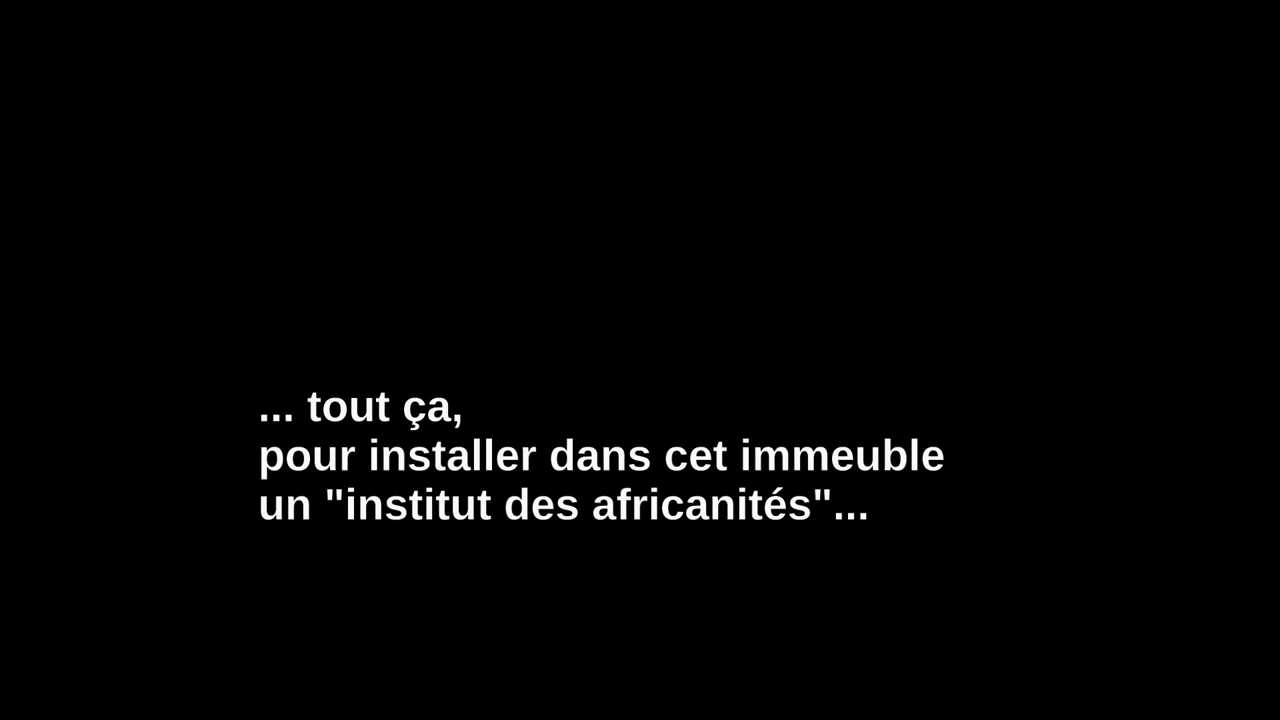 ... tout ça,
pour installer dans cet immeuble
un "institut des africanités"...